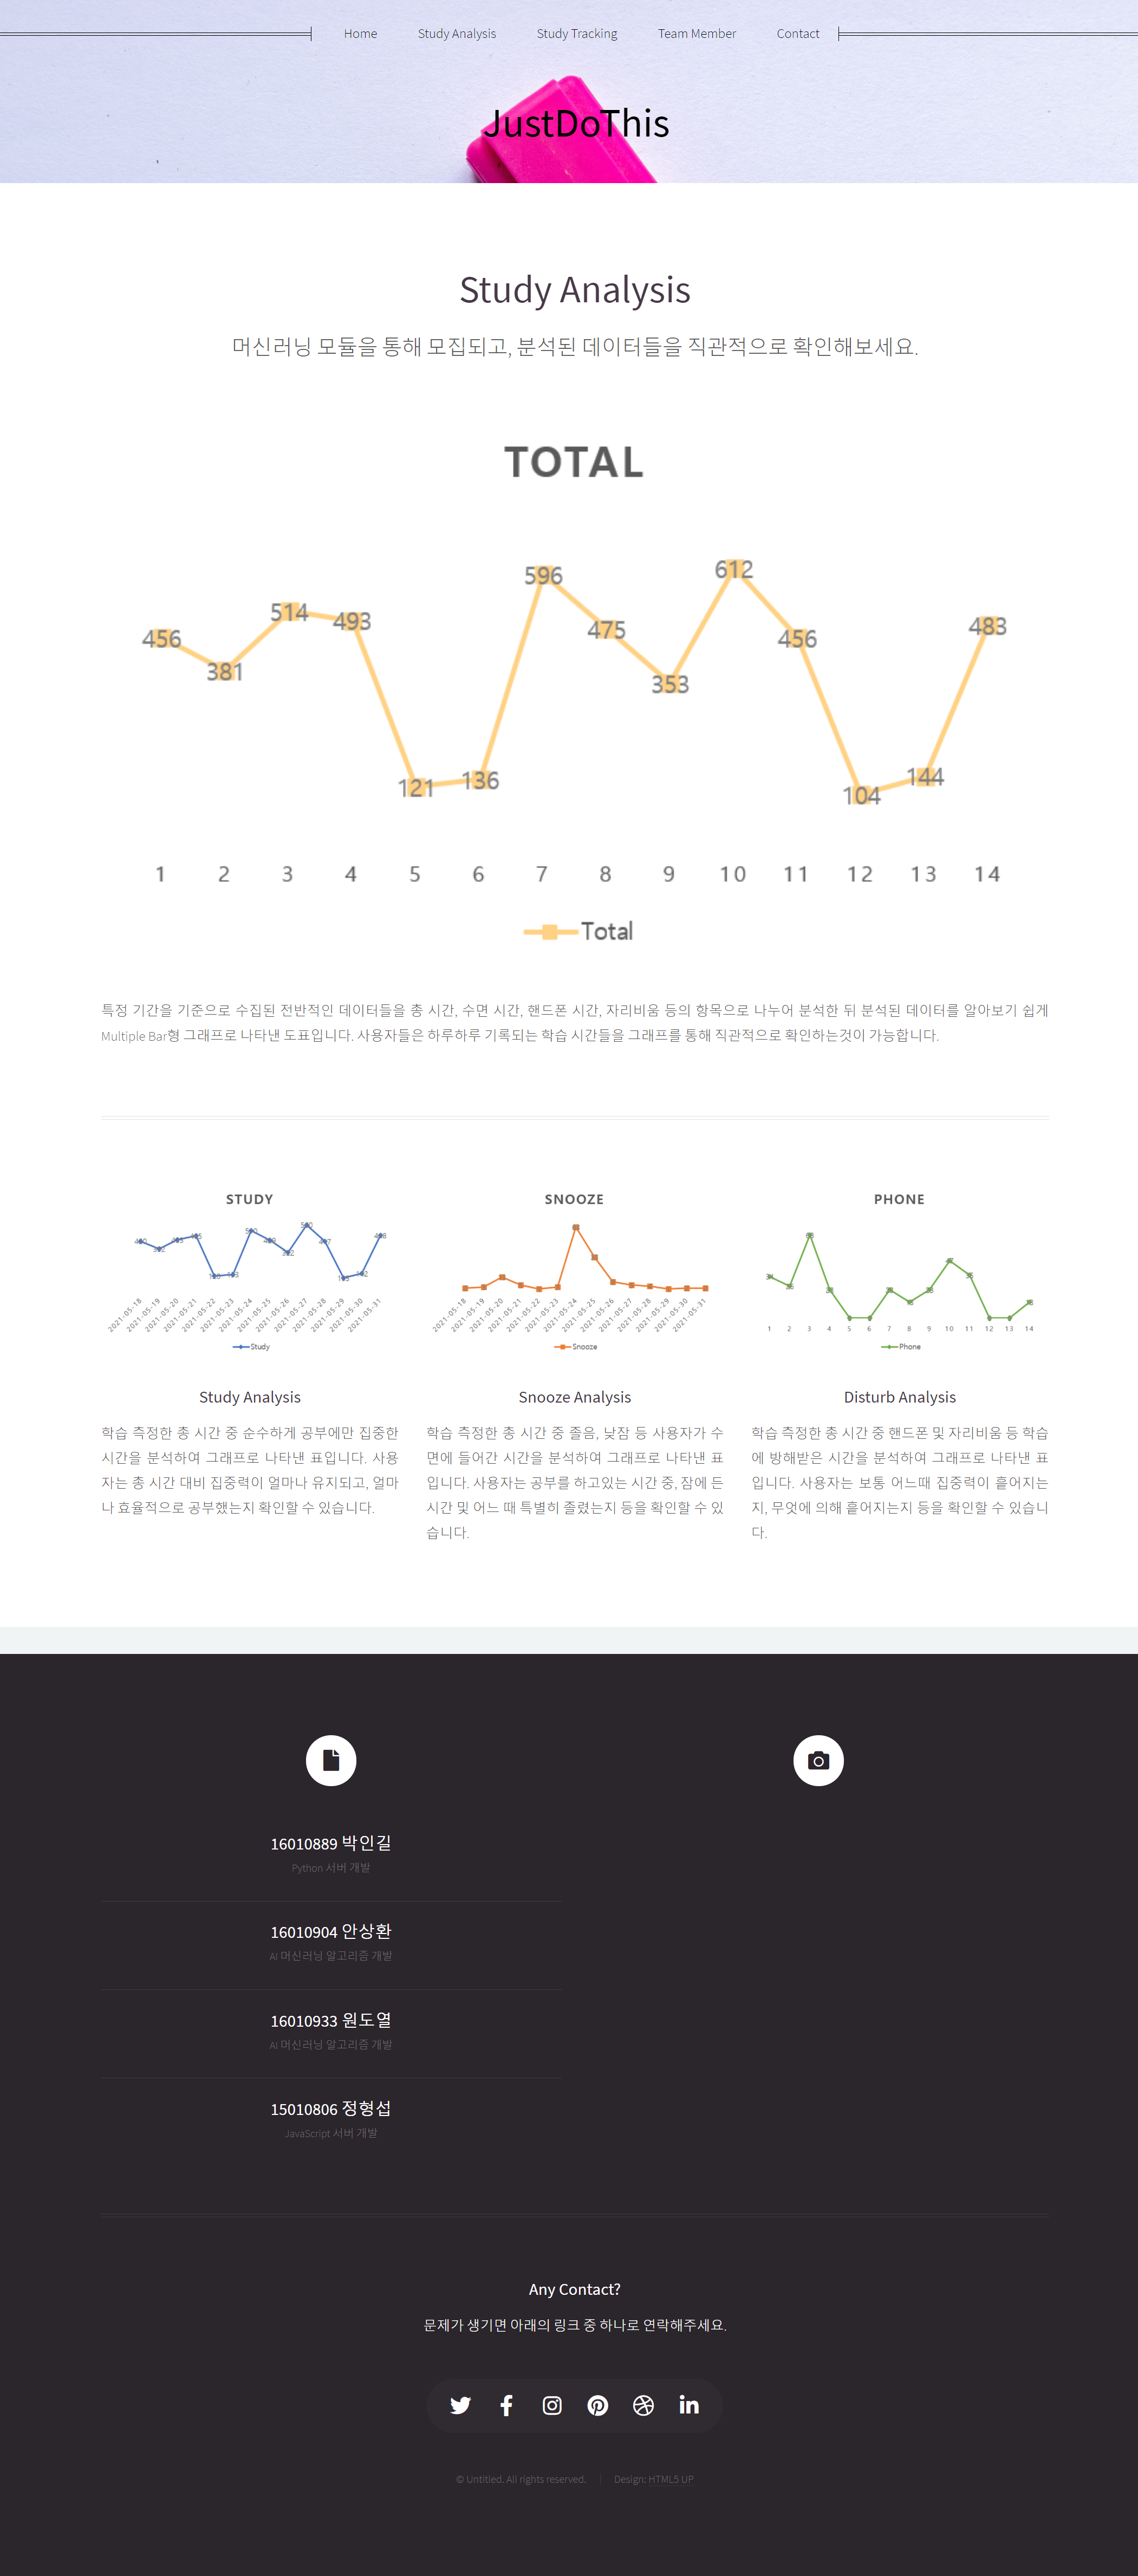 Home Study Analysis Study Tracking Team Member Contact
JustDoThis
Study Analysis
머신러닝 모듈을 통해 모집되고, 분석된 데이터들을 직관적으로 확인해보세요.
TOTAL
456 381 514 493 121 136 596 475 353 612 456 104 144 483
1 2 3 4 5 6 7 8 9 10 11 12 13 14
Total
특정 기간을 기준으로 수집된 전반적인 데이터들을 총 시간, 수면 시간, 핸드폰 시간, 자리비움 등의 항목으로 나누어 분석한 뒤 분석된 데이터를 알아보기 쉽게
Multiple Bar형 그래프로 나타낸 도표입니다. 사용자들은 하루하루 기록되는 학습 시간들을 그래프를 통해 직관적으로 확인하는것이 가능합니다.
STUDY
2021-05-18 2021-05-19 2021-05-20 2021-05-21 2021-05-22 2021-05-23 2021-05-24 2021-05-25 2021-05-26 2021-05-27 2021-05-28 2021-05-29 2021-05-30 2021-05-31
Study
Study Analysis
학습 측정한 총 시간 중 순수하게 공부에만 집중한
시간을 분석하여 그래프로 나타낸 표입니다. 사용
자는 총 시간 대비 집중력이 얼마나 유지되고, 얼마
나 효율적으로 공부했는지 확인할 수 있습니다.
SNOOZE
2021-05-18 2021-05-19 2021-05-20 2021-05-21 2021-05-22 2021-05-23 2021-05-24 2021-05-25 2021-05-26 2021-05-27 2021-05-28 2021-05-29 2021-05-30 2021-05-31
Snooze
Snooze Analysis
학습 측정한 총 시간 중 졸음, 낮잠 등 사용자가 수
면에 들어간 시간을 분석하여 그래프로 나타낸 표
입니다. 사용자는 공부를 하고있는 시간 중, 잠에 든
시간 및 어느 때 특별히 졸렸는지 등을 확인할 수 있
습니다.
PHONE
1 2 3 4 5 6 7 8 9 10 11 12 13 14
Phone
Disturb Analysis
학습 측정한 총 시간 중 핸드폰 및 자리비움 등 학습
에 방해받은 시간을 분석하여 그래프로 나타낸 표
입니다. 사용자는 보통 어느때 집중력이 흩어지는
지, 무엇에 의해 흩어지는지 등을 확인할 수 있습니
다.
16010889 박인길
Python 서버 개발
16010904 안상환
AI 머신러닝 알고리즘 개발
16010933 원도열
AI 머신러닝 알고리즘 개발
15010806 정형섭
JavaScript 서버 개발
Any Contact?
문제가 생기면 아래의 링크 중 하나로 연락해주세요.
© Untitled. All rights reserved. | Design: HTML5 UP